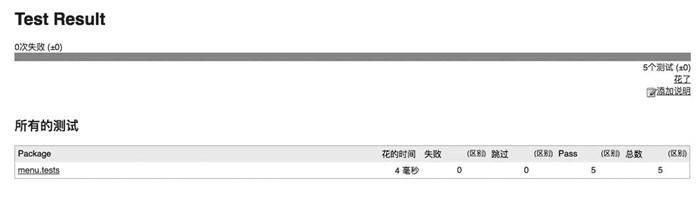 Test Result
0次失败 (±0)
5个测试 (±0)
花了
添加说明
所有的测试
Package 花的时间 失败 (区别) 跳过 (区别) Pass (区别) 总数 (区别)
menu.tests 4 毫秒 0 0 5 5